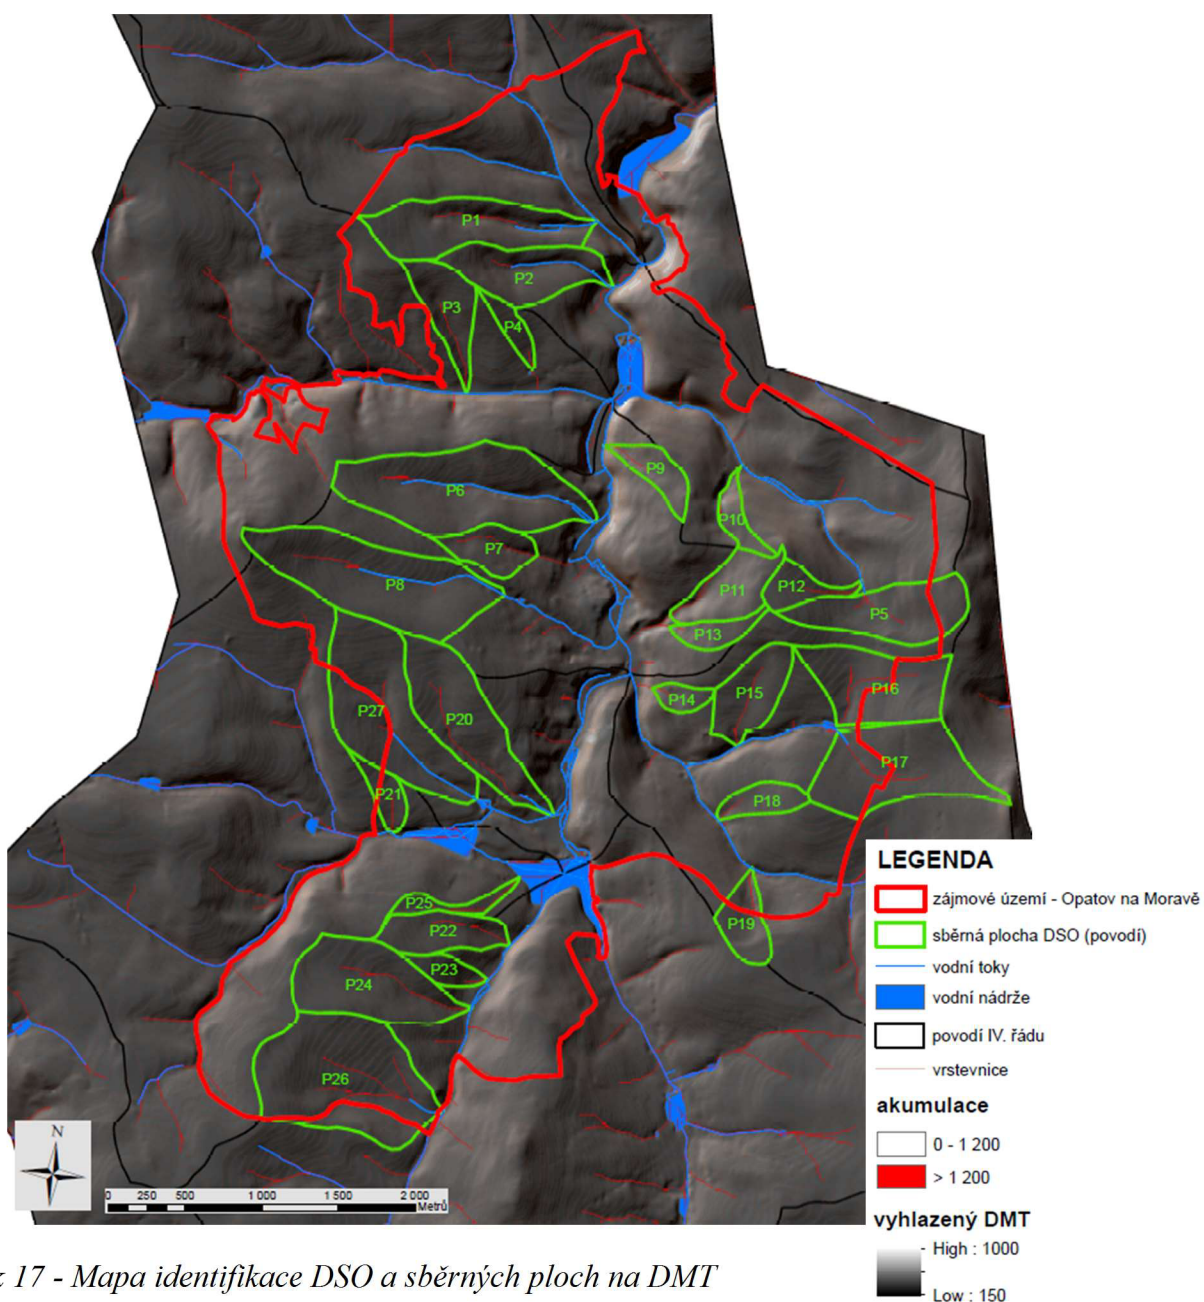 P1
P2
P3
P4
P9
P6
P10
P7
P8
P11
P12
P5
P13
P16
P14
P15
P27
P20
P17
P21
P18
P25
P19
P22
P23
P24
P26
N
0 250 500 1 000 1 500 2 000
Metrů
LEGENDA
zájmové území - Opatov na Moravě
sběrná plocha DSO (povodí)
vodní toky
vodní nádrže
povodí IV. řádu
vrstevnice
akumulace
0 - 1 200
> 1 200
vyhlazený DMT
High : 1000
Low : 150
17 - Mapa identifikace DSO a sběrných ploch na DMT